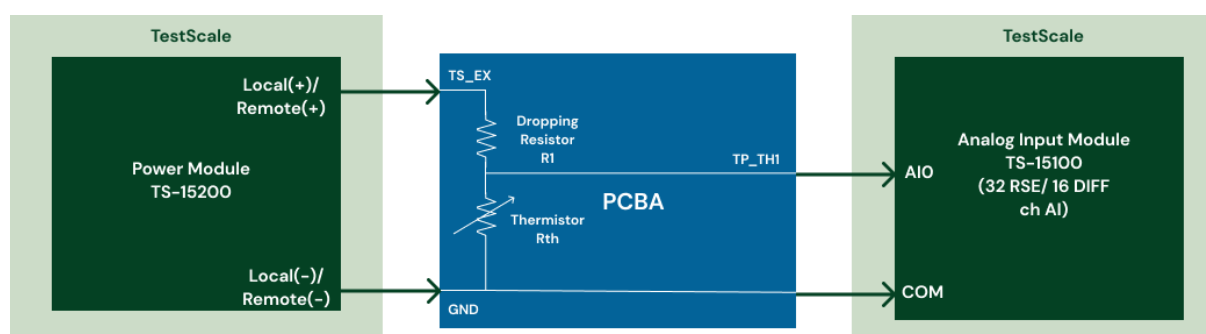 TestScale
Local(+)/
Remote(+)
Power Module
TS-15200
Local(-)/
Remote(-)
TS_EX
Dropping
Resistor
R1
TP_TH1
PCBA
Thermistor
Rth
GND
TestScale
Analog Input Module
TS-15100
(32 RSE/ 16 DIFF
ch AI)
AI0
COM